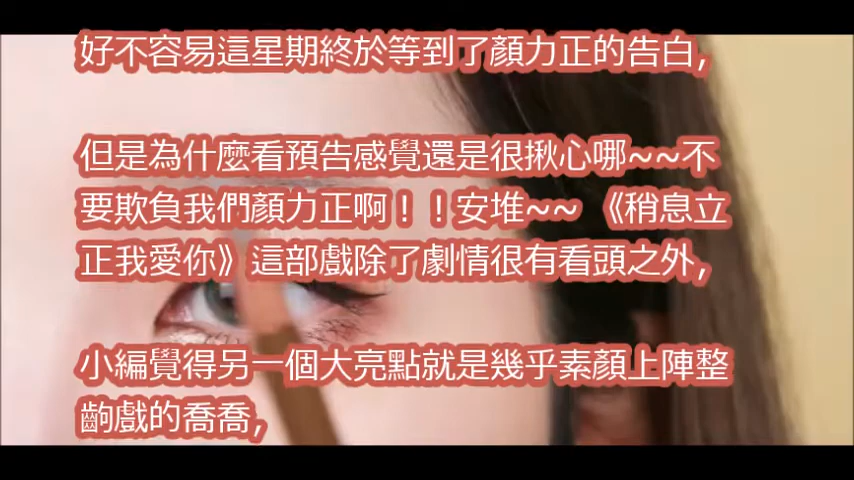 好不容易這星期終於等到了顏力正的告白，
但是為什麼看預告感覺還是很揪心哪~~不
要欺負我們顏力正啊！！安堆~~ 《稍息立
正我愛你》這部戲除了劇情很有看頭之外，
小編覺得另一個大亮點就是幾乎素顏上陣整
齣戲的喬喬，